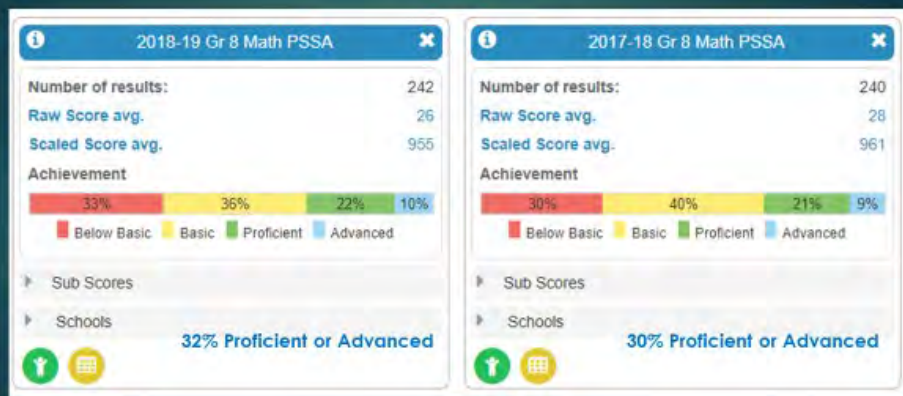 2018-19 Gr 8 Math PSSA
Number of results: 242
Raw Score avg. 26
Scaled Score avg. 955
Achievement
33% 36% 22% 10%
Below Basic Basic Proficient Advanced
Sub Scores
Schools
32% Proficient or Advanced
2017-18 Gr 8 Math PSSA
Number of results: 240
Raw Score avg. 28
Scaled Score avg. 961
Achievement
30% 40% 21% 9%
Below Basic Basic Proficient Advanced
Sub Scores
Schools
30% Proficient or Advanced